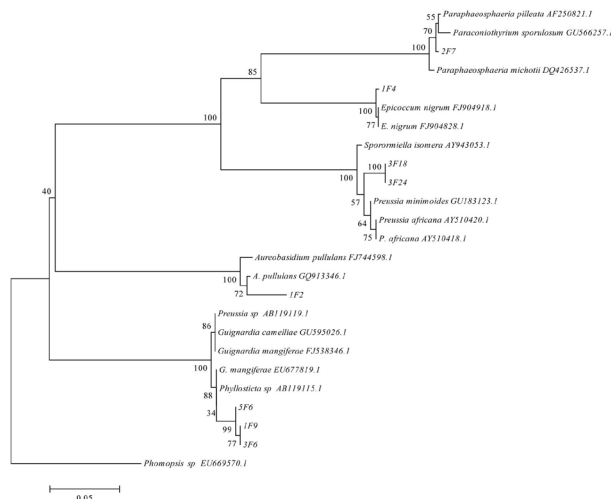 Paraphaeosphaeria pilleata AF250821.1
55
Paraconiothyrium sporulosum GU566257.1
70
2F7
100
Paraphaeosphaeria michotii DQ426537.1
85
1F4
100
Epicoccum nigrum FJ904918.1
77
E. nigrum FJ904828.1
100
Sporormiella isomera AY943053.1
100
100
3F18
3F24
57
Preussia minimoides GU183123.1
64
Preussia africana AY510420.1
75
P. africana AY510418.1
40
Aureobasidium pullulans FJ744598.1
100
A. pullulans GQ913346.1
72
1F2
Preussia sp AB119119.1
86
Guignardia camelliae GU595026.1
Guignardia mangiferae FJ538346.1
100
G. mangiferae EU677819.1
88
Phyllosticta sp AB119115.1
34
5F6
99
1F9
77
3F6
Phomopsis sp EU669570.1
0.05